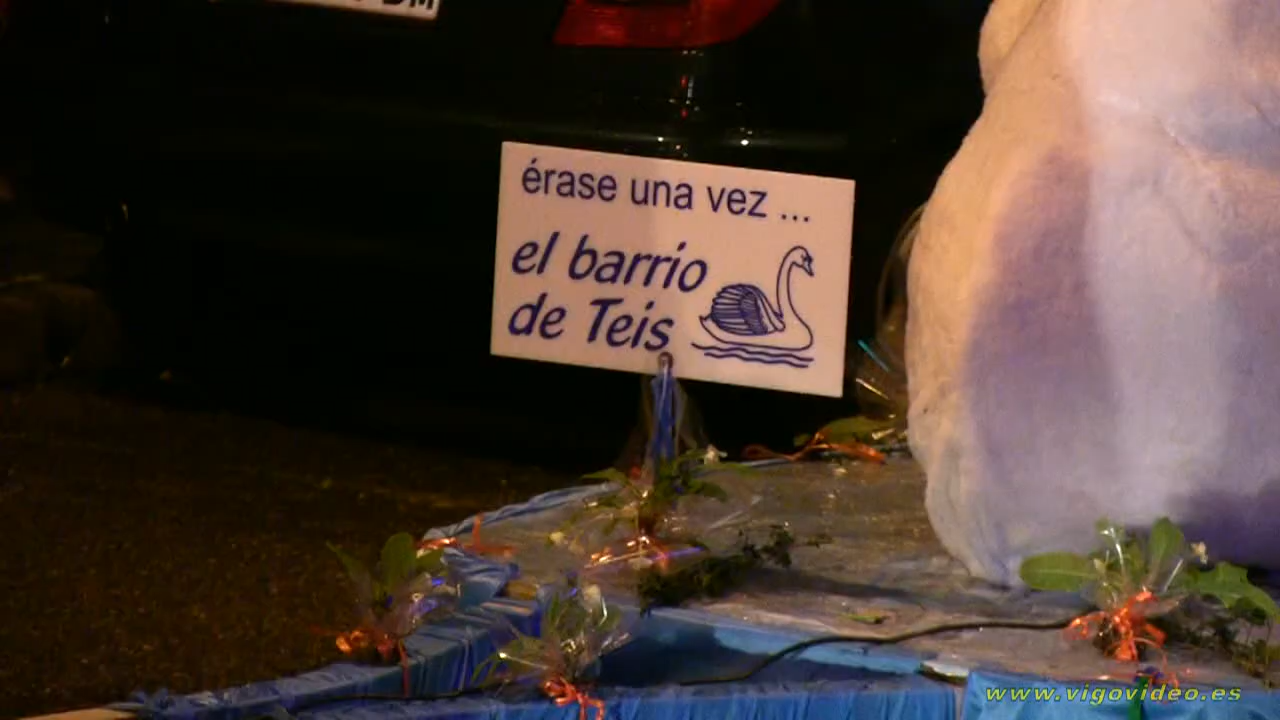 érase una vez ...
el barrio
de Teis
www.vigovideo.es